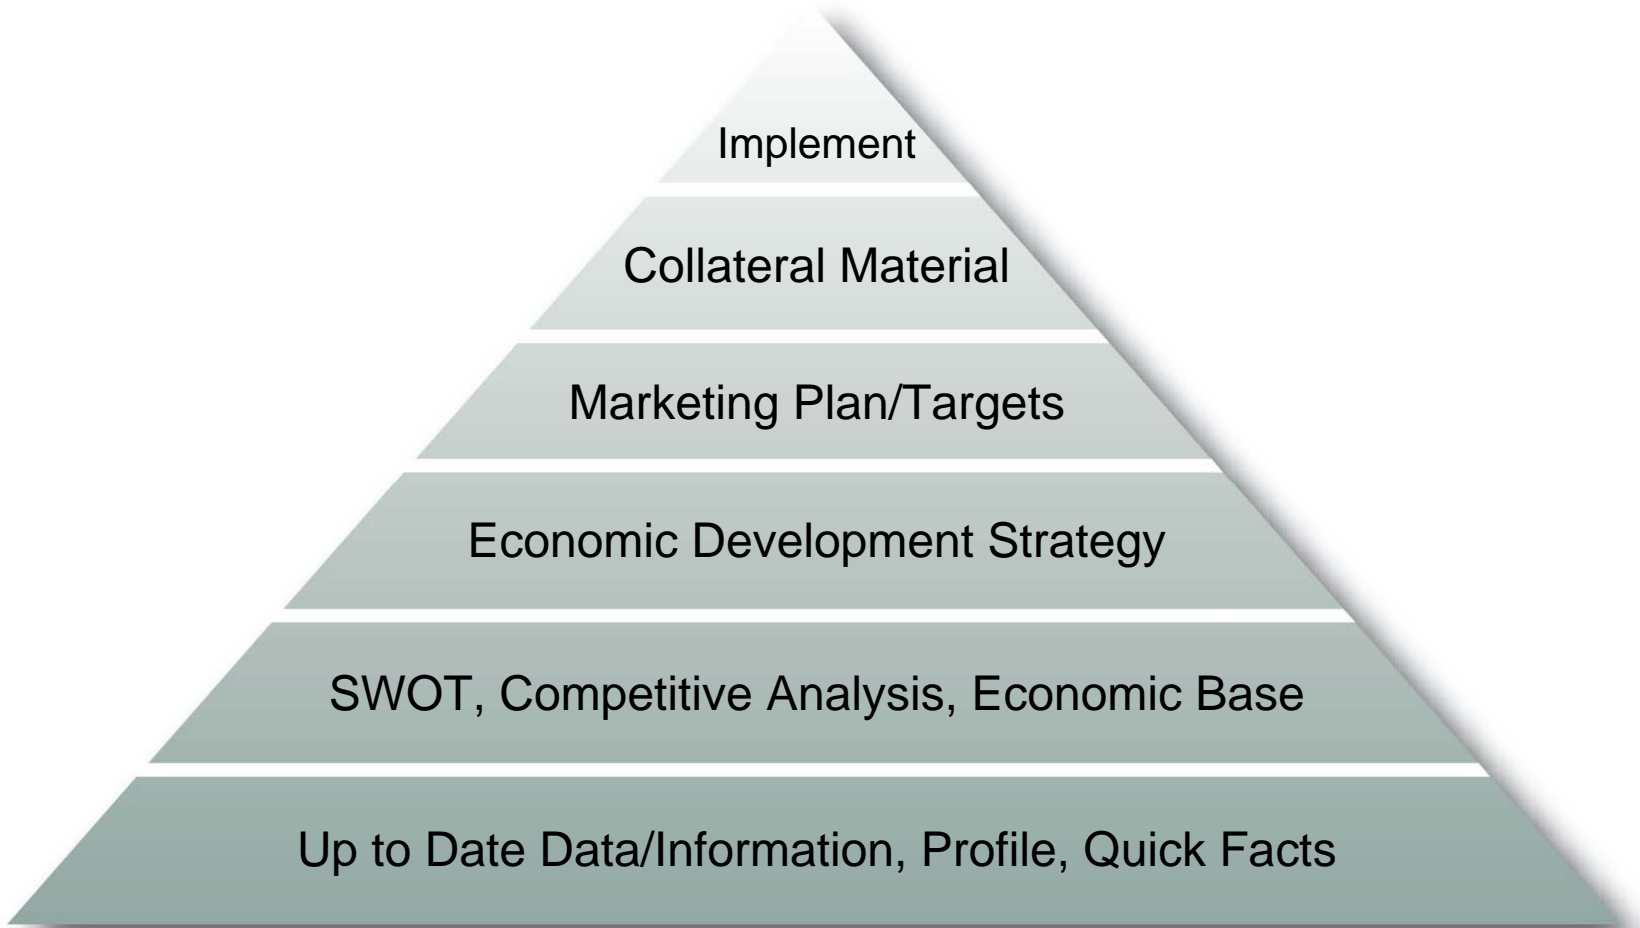 Implement
Collateral Material
Marketing Plan/Targets
Economic Development Strategy
SWOT, Competitive Analysis, Economic Base
Up to Date Data/Information, Profile, Quick Facts